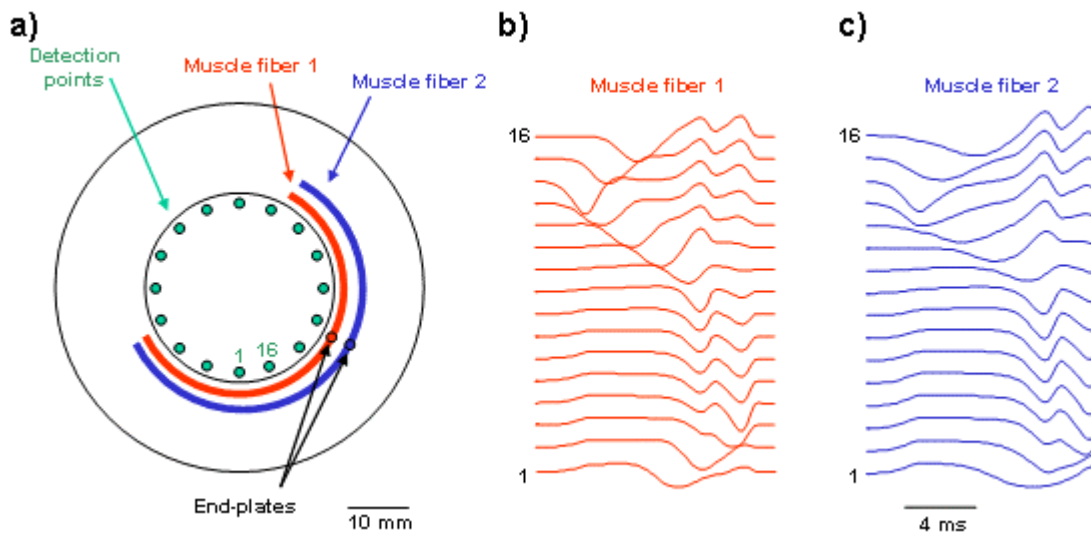 a)
Detection
points
Muscle fiber 1
Muscle fiber 2
1
16
End-plates
10 mm
b)
Muscle fiber 1
16
1
c)
Muscle fiber 2
16
1
4 ms